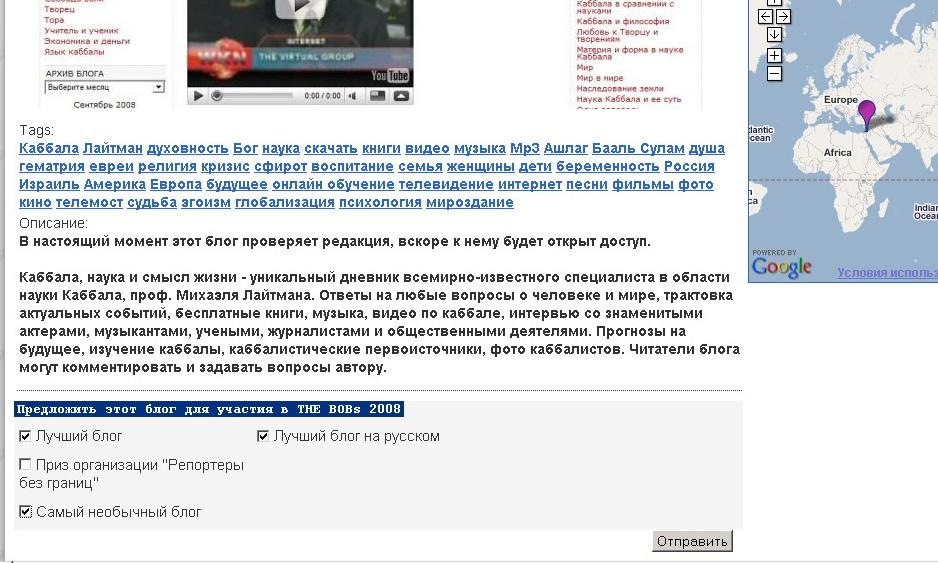 Творец
Тора
Учитель и ученик
Экономика и деньги
Язык каббалы
АРХИВ БЛОГА
Выберите месяц
Сентябрь 2008
INTERNET
THE VIRTUAL GROUP
YouTube
0:00 / 0:00
Каббала в сравнении с
науками
Каббала и философия
Любовь к Творцу и
творениям
Материя и форма в науке
Каббала
Мир
Мир в мире
Наследование земли
Наука Каббала и ее суть
Europe
Africa
Atlantic
Ocean
Indian
Ocean
POWERED BY
Google
Условия использ
Tags:
Каббала Лайтман духовность Бог наука скачать книги видео музыка Mp3 Ашлаг Бааль Сулам душа
гематрия евреи религия кризис сфирот воспитание семья женщины дети беременность Россия
Израиль Америка Европа будущее онлайн обучение телевидение интернет песни фильмы фото
кино телемост судьба эгоизм глобализация психология мироздание
Описание:
В настоящий момент этот блог проверяет редакция, вскоре к нему будет открыт доступ.
Каббала, наука и смысл жизни - уникальный дневник всемирно-известного специалиста в области
науки Каббала, проф. Михаэля Лайтмана. Ответы на любые вопросы о человеке и мире, трактовка
актуальных событий, бесплатные книги, музыка, видео по каббале, интервью со знаменитыми
актерами, музыкантами, учеными, журналистами и общественными деятелями. Прогнозы на
будущее, изучение каббалы, каббалистические первоисточники, фото каббалистов. Читатели блога
могут комментировать и задавать вопросы автору.
Предложить этот блог для участия в THE BOBs 2008
Лучший блог
Лучший блог на русском
Приз организации "Репортеры
без границ"
Самый необычный блог
Отправить